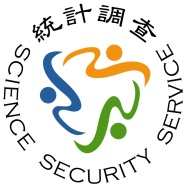 統計調査
SCIENCE SECURITY SERVICE